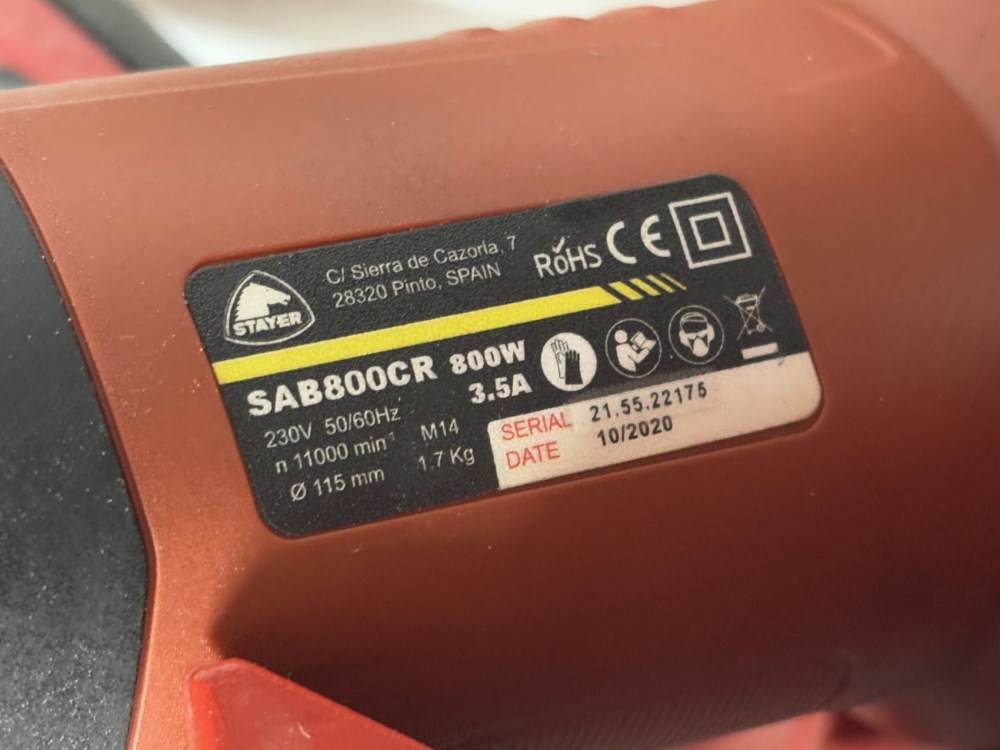 STAYER
C/ Sierra de Cazorla, 7
28320 Pinto, SPAIN
RoHS CE
SAB800CR 800W
3.5A
230V 50/60Hz
n 11000 min⁻¹ M14
Ø 115 mm 1.7 Kg
SERIAL 21.55.22175
DATE 10/2020